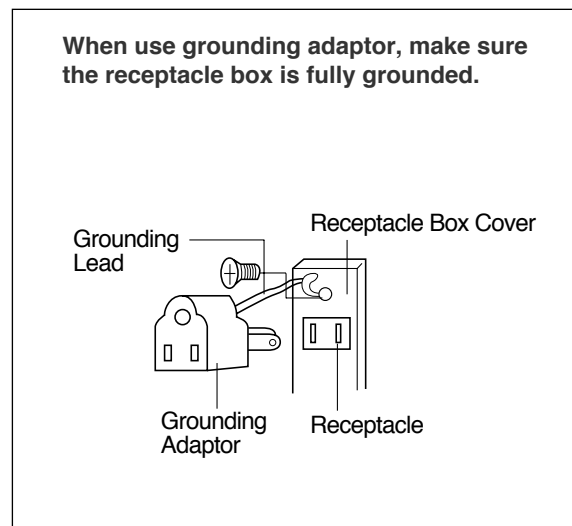 When use grounding adaptor, make sure
the receptacle box is fully grounded.
Grounding
Lead
Receptacle Box Cover
Grounding
Adaptor
Receptacle